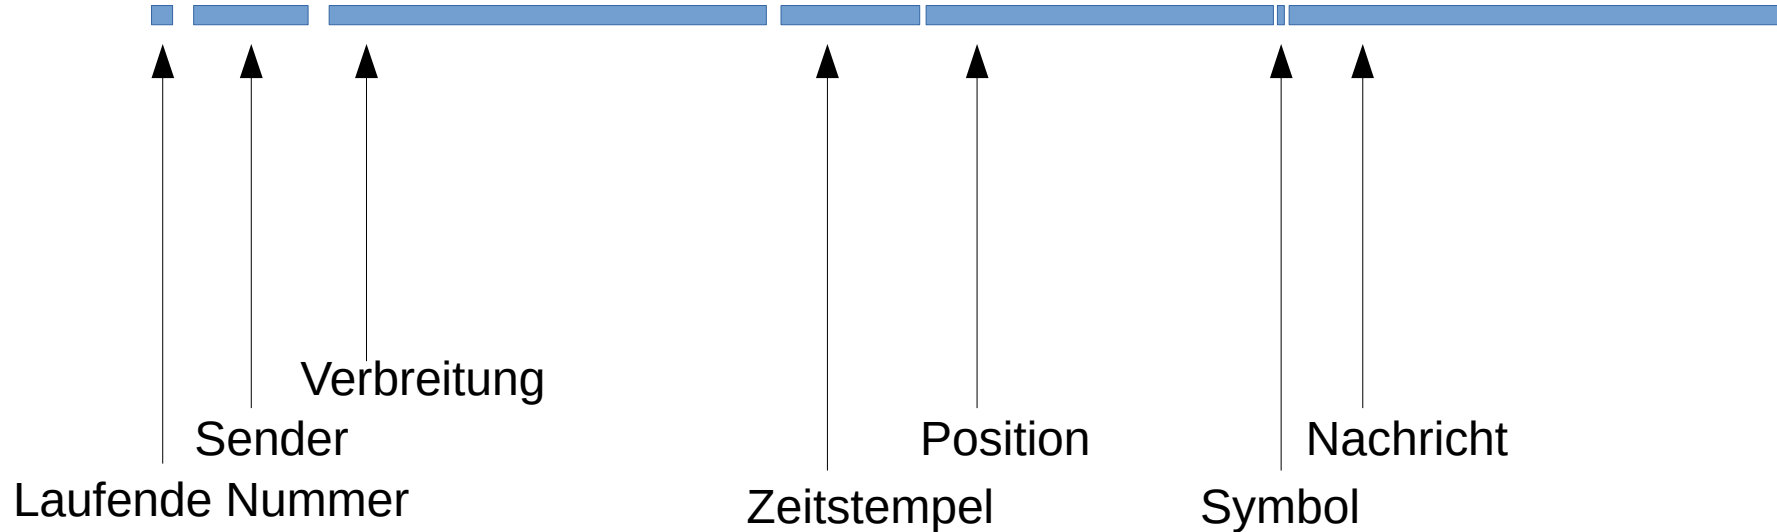 Verbreitung
Sender
Position
Nachricht
Laufende Nummer
Zeitstempel
Symbol